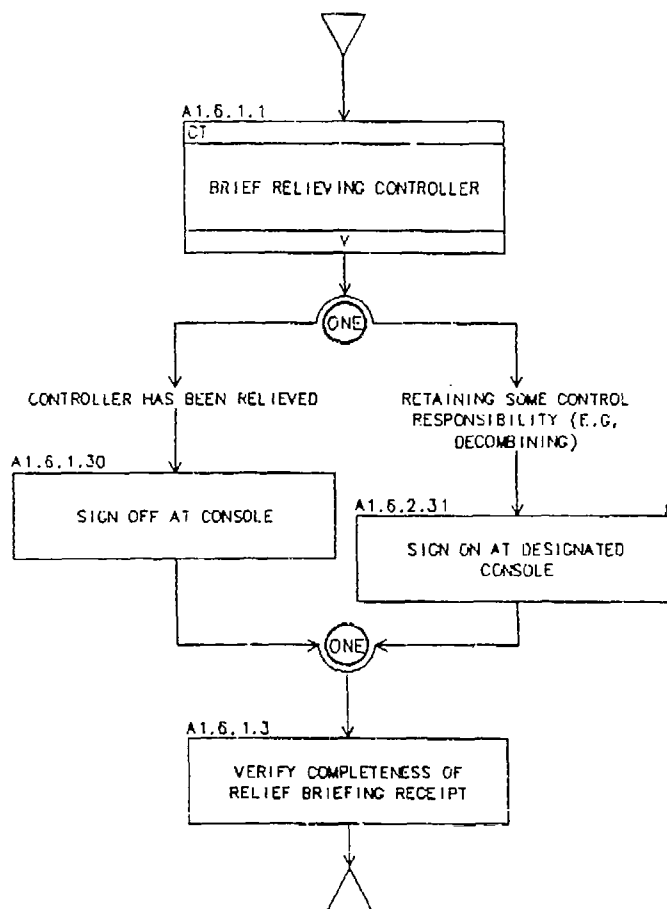 A1.6.1.1
CT
BRIEF RELIEVING CONTROLLER
V
ONE
CONTROLLER HAS BEEN RELIEVED
RETAINING SOME CONTROL
RESPONSIBILITY (E.G,
DECOMBINING)
A1.6.1.30
SIGN OFF AT CONSOLE
A1.6.2.31
SIGN ON AT DESIGNATED
CONSOLE
ONE
A1.6.1.3
VERIFY COMPLETENESS OF
RELIEF BRIEFING RECEIPT